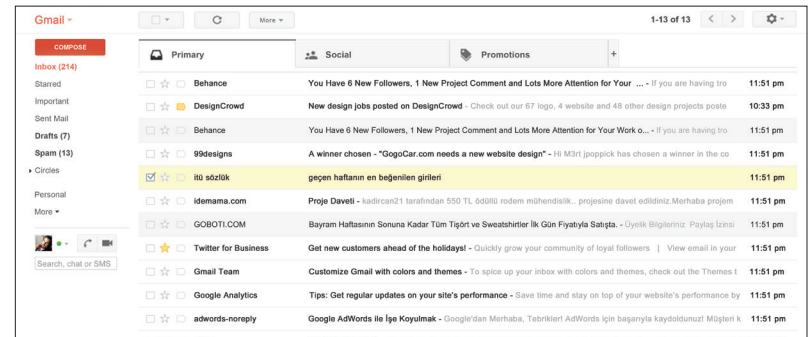 Gmail
More
1-13 of 13
COMPOSE
Inbox (214)
Starred
Important
Sent Mail
Drafts (7)
Spam (13)
Circles
Personal
More
Search, chat or SMS
Primary Social Promotions +
Behance You Have 6 New Followers, 1 New Project Comment and Lots More Attention for Your ... - If you are having tro 11:51 pm
DesignCrowd New design jobs posted on DesignCrowd - Check out our 67 logo, 4 website and 48 other design projects poste 10:33 pm
Behance You Have 6 New Followers, 1 New Project Comment and Lots More Attention for Your Work o... - If you are having tro 11:51 pm
99designs A winner chosen - "GogoCar.com needs a new website design" - Hi M3rt jpoppick has chosen a winner in the co 11:51 pm
itü sözlük geçen haftanın en beğenilen girileri 11:51 pm
idemama.com Proje Daveti - kadircan21 tarafından 550 TL ödüllü rodem mühendislik.. projesine davet edildiniz.Merhaba projem 11:51 pm
GOBOTI.COM Bayram Haftasının Sonuna Kadar Tüm Tişört ve Sweatshirtler İlk Gün Fiyatıyla Satışta. - Üyelik Bilgileriniz Paylaş İzinsi 11:51 pm
Twitter for Business Get new customers ahead of the holidays! - Quickly grow your community of loyal followers | View email in your 11:51 pm
Gmail Team Customize Gmail with colors and themes - To spice up your inbox with colors and themes, check out the Themes t 11:51 pm
Google Analytics Tips: Get regular updates on your site's performance - Save time and stay on top of your website's performance by 11:51 pm
adwords-noreply Google AdWords ile İşe Koyulmak - Google'dan Merhaba, Tebrikler! AdWords için başarıyla kaydoldunuz! Müşteri k 11:51 pm